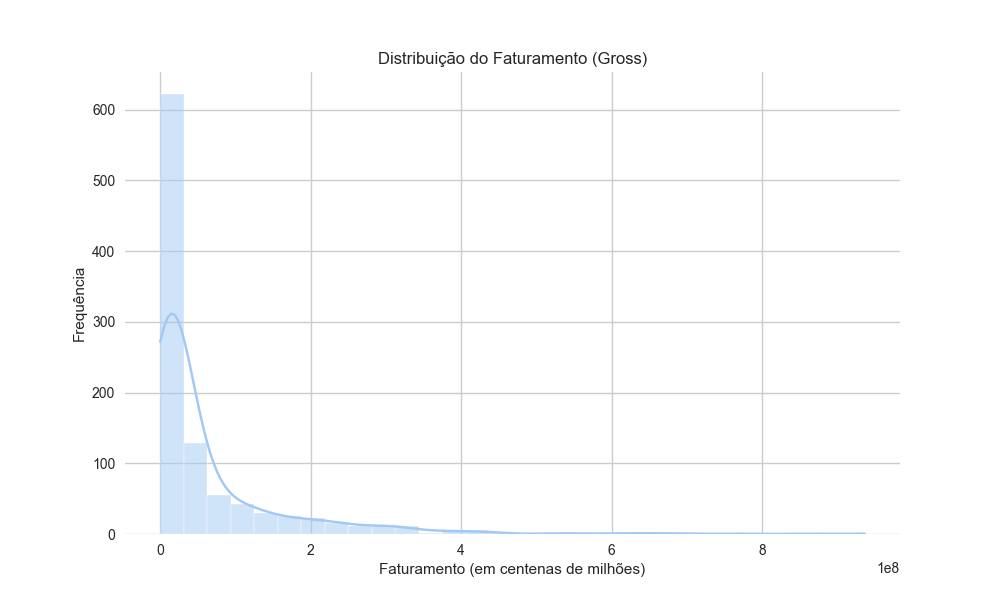 Distribuição do Faturamento (Gross)
600
500
400
300
200
100
0
Frequência
0 2 4 6 8
1e8
Faturamento (em centenas de milhões)